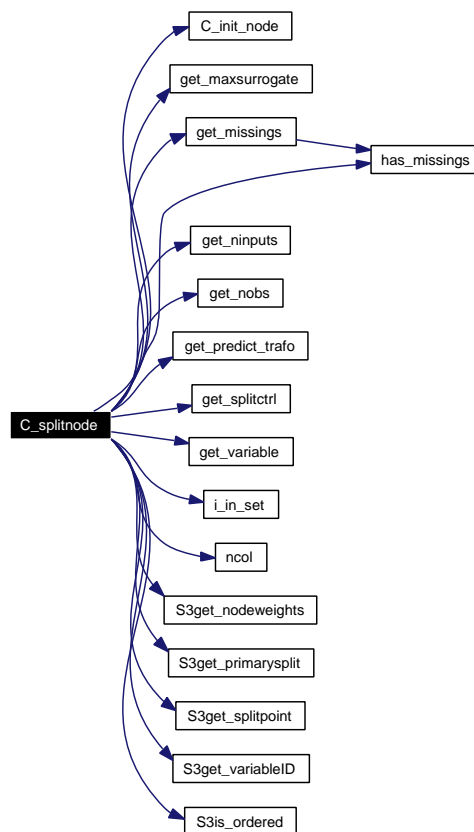 C_init_node
get_maxsurrogate
get_missings
has_missings
get_ninputs
get_nobs
get_predict_trafo
get_splitctrl
C_splitnode
get_variable
i_in_set
ncol
S3get_nodeweights
S3get_primarysplit
S3get_splitpoint
S3get_variableID
S3is_ordered